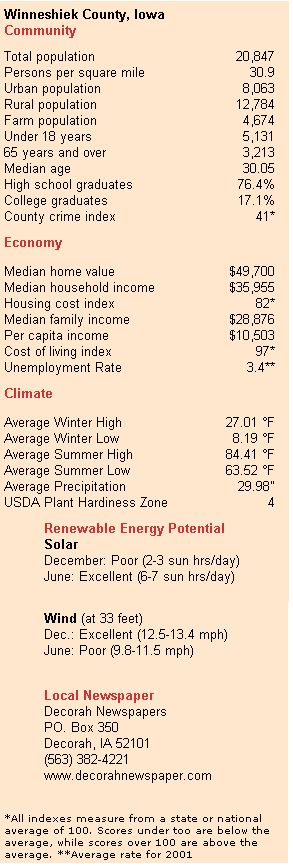 Winneshiek County, Iowa
Community
Total population 20,847
Persons per square mile 30.9
Urban population 8,063
Rural population 12,784
Farm population 4,674
Under 18 years 5,131
65 years and over 3,213
Median age 30.05
High school graduates 76.4%
College graduates 17.1%
County crime index 41*
Economy
Median home value $49,700
Median household income $35,955
Housing cost index 82*
Median family income $28,876
Per capita income $10,503
Cost of living index 97*
Unemployment Rate 3.4**
Climate
Average Winter High 27.01 °F
Average Winter Low 8.19 °F
Average Summer High 84.41 °F
Average Summer Low 63.52 °F
Average Precipitation 29.98"
USDA Plant Hardiness Zone 4
Renewable Energy Potential
Solar
December: Poor (2-3 sun hrs/day)
June: Excellent (6-7 sun hrs/day)
Wind (at 33 feet)
Dec.: Excellent (12.5-13.4 mph)
June: Poor (9.8-11.5 mph)
Local Newspaper
Decorah Newspapers
PO. Box 350
Decorah, IA 52101
(563) 382-4221
www.decorahnewspaper.com
*All indexes measure from a state or national
average of 100. Scores under too are below the
average, while scores over 100 are above the
average. **Average rate for 2001